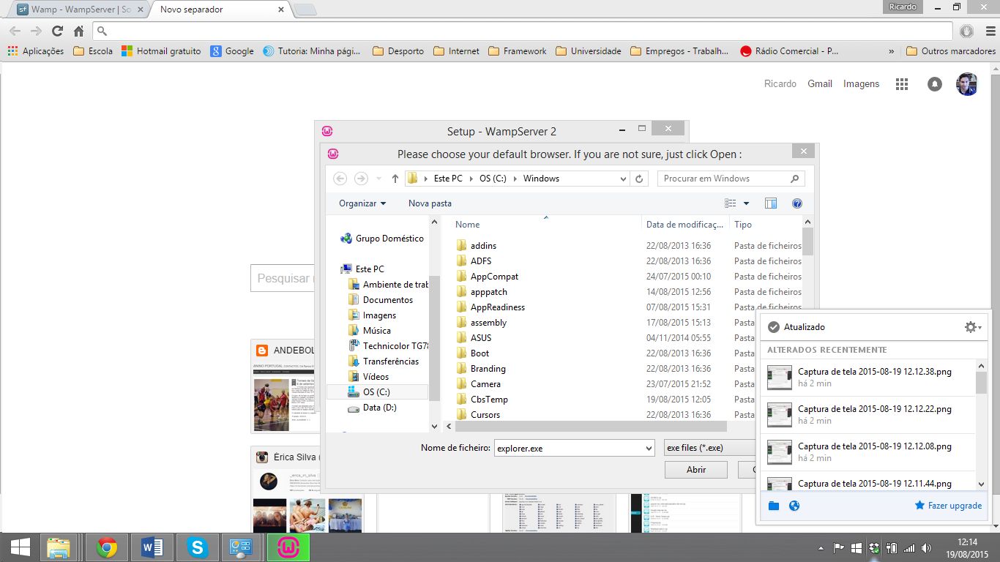 Wamp - WampServer | So
Novo separador
Ricardo
Aplicações
Escola
Hotmail gratuito
Google
Tutoria: Minha pági...
Desporto
Internet
Framework
Universidade
Empregos - Trabalh...
Rádio Comercial - P...
»
Outros marcadores
Ricardo
Gmail
Imagens
Setup - WampServer 2
Please choose your default browser. If you are not sure, just click Open :
Este PC
OS (C:)
Windows
Procurar em Windows
Organizar
Nova pasta
Nome
Data de modificaç...
Tipo
Grupo Doméstico
Este PC
Ambiente de trab
Documentos
Imagens
Música
Technicolor TG78
Transferências
Vídeos
OS (C:)
Data (D:)
addins 22/08/2013 16:36 Pasta de ficheiros
ADFS 22/08/2013 16:36 Pasta de ficheiros
AppCompat 24/07/2015 00:10 Pasta de ficheiros
apppatch 14/08/2015 12:56 Pasta de ficheiros
AppReadiness 07/08/2015 15:31 Pasta de ficheiros
assembly 17/08/2015 15:13 Pasta
ASUS 04/11/2014 05:55 Pasta
Boot 22/08/2013 16:36 Pasta
Branding 22/08/2013 16:36 Pasta
Camera 23/07/2015 21:52 Pasta
CbsTemp 19/08/2015 12:05 Pasta
Cursors 22/08/2013 16:36 Pasta
Nome de ficheiro:
explorer.exe
exe files (*.exe)
Abrir
C
Pesquisar
ANDEBOL
Érica Silva (
_erica_m_silva
Atualizado
ALTERADOS RECENTEMENTE
Captura de tela 2015-08-19 12.12.38.png
há 2 min
Captura de tela 2015-08-19 12.12.22.png
há 2 min
Captura de tela 2015-08-19 12.12.08.png
há 2 min
Captura de tela 2015-08-19 12.11.44.png
Fazer upgrade
12:14
19/08/2015